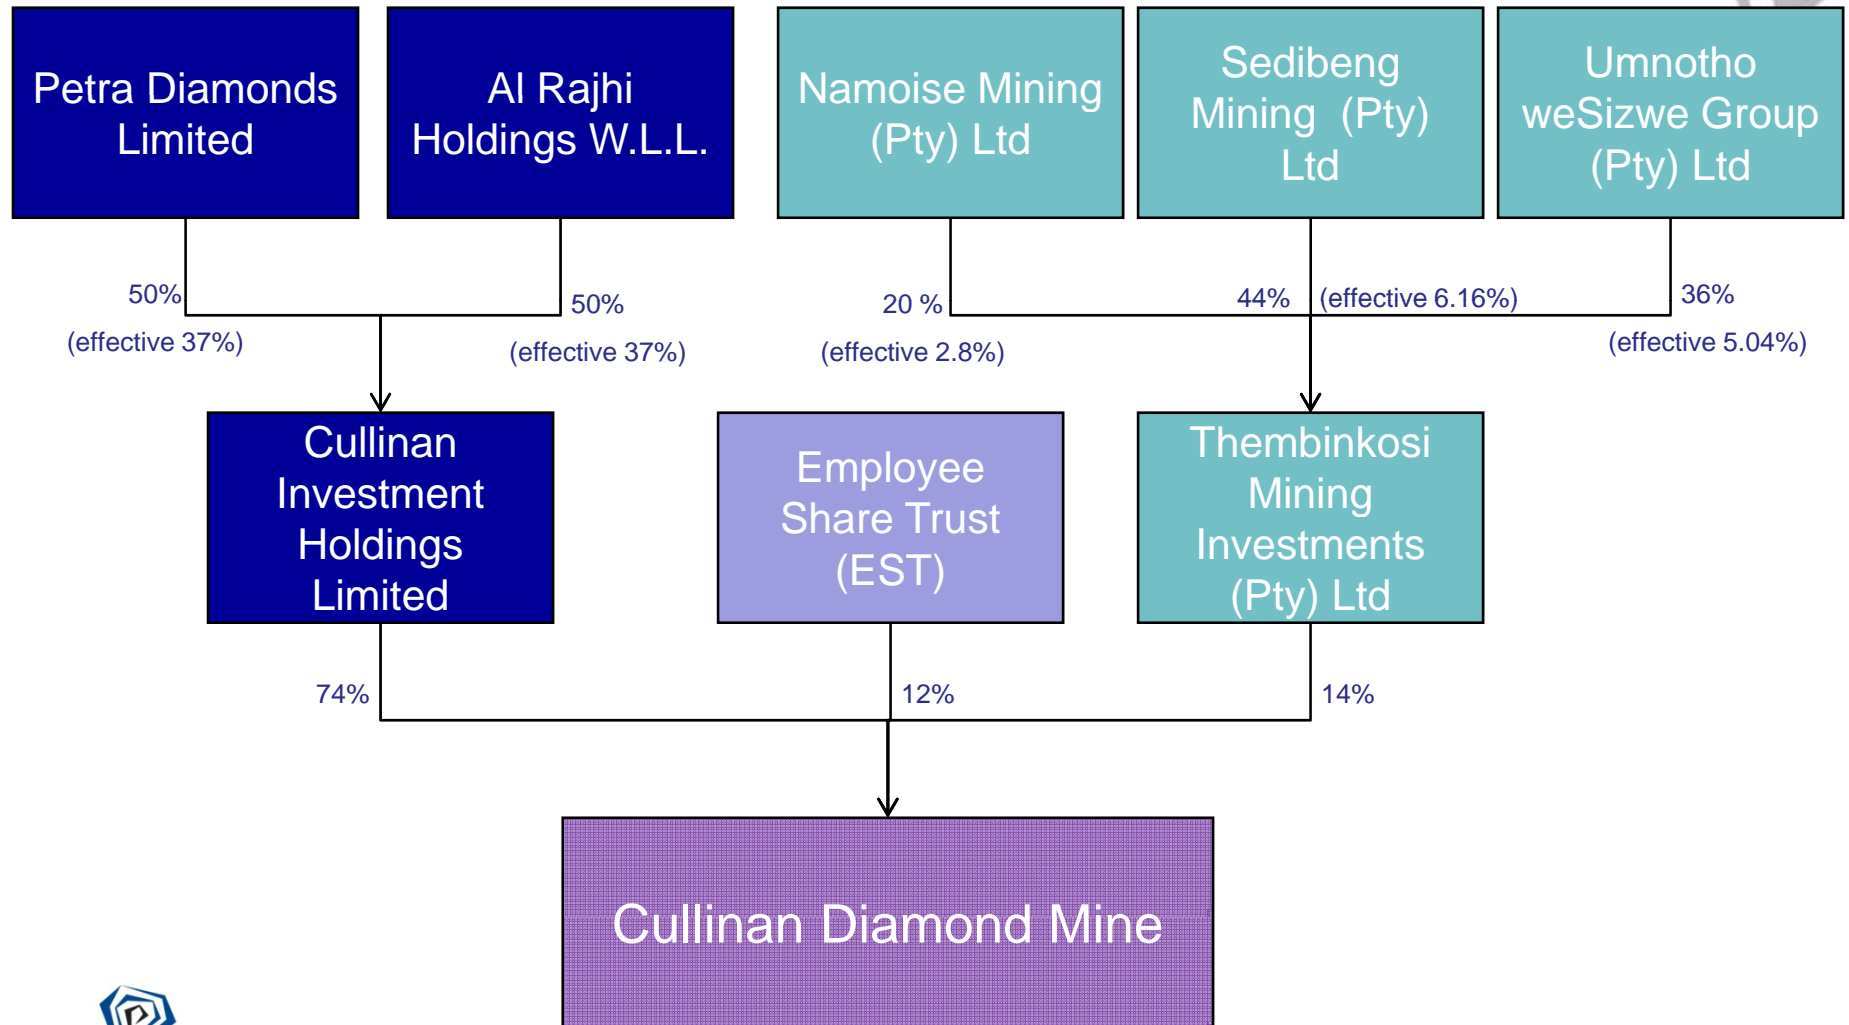 Petra Diamonds
Limited
Al Rajhi
Holdings W.L.L.
Namoise Mining
(Pty) Ltd
Sedibeng
Mining (Pty)
Ltd
Umnotho
weSizwe Group
(Pty) Ltd
50%
(effective 37%)
50%
(effective 37%)
20 %
(effective 2.8%)
44%
(effective 6.16%)
36%
(effective 5.04%)
Cullinan
Investment
Holdings
Limited
Employee
Share Trust
(EST)
Thembinkosi
Mining
Investments
(Pty) Ltd
74%
12%
14%
Cullinan Diamond Mine